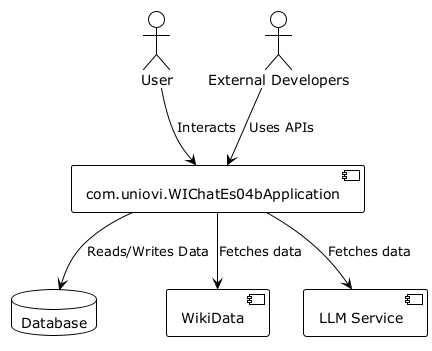 User
External Developers
Interacts
Uses APIs
com.uniovi.WIChatEs04bApplication
Reads/Writes Data
Fetches data
Fetches data
Database
WikiData
LLM Service